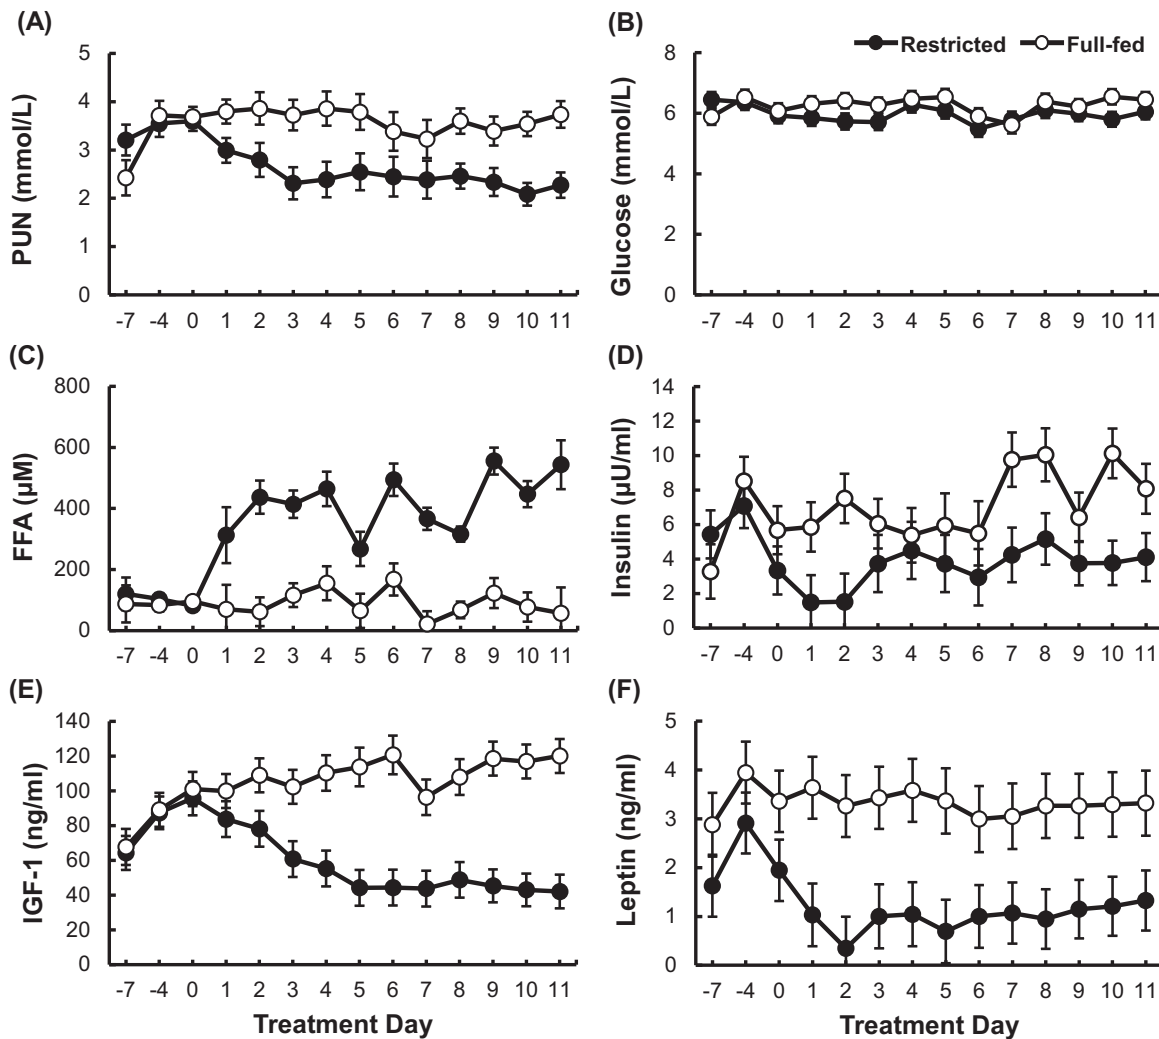 (A)
PUN (mmol/L)
5
4
3
2
1
0
-7 -4 0 1 2 3 4 5 6 7 8 9 10 11
(B)
Restricted Full-fed
Glucose (mmol/L)
8
6
4
2
0
-7 -4 0 1 2 3 4 5 6 7 8 9 10 11
(C)
FFA (µM)
800
600
400
200
0
-7 -4 0 1 2 3 4 5 6 7 8 9 10 11
(D)
Insulin (µU/ml)
14
12
10
8
6
4
2
0
-7 -4 0 1 2 3 4 5 6 7 8 9 10 11
(E)
IGF-1 (ng/ml)
140
120
100
80
60
40
20
0
-7 -4 0 1 2 3 4 5 6 7 8 9 10 11
Treatment Day
(F)
Leptin (ng/ml)
5
4
3
2
1
0
-7 -4 0 1 2 3 4 5 6 7 8 9 10 11
Treatment Day